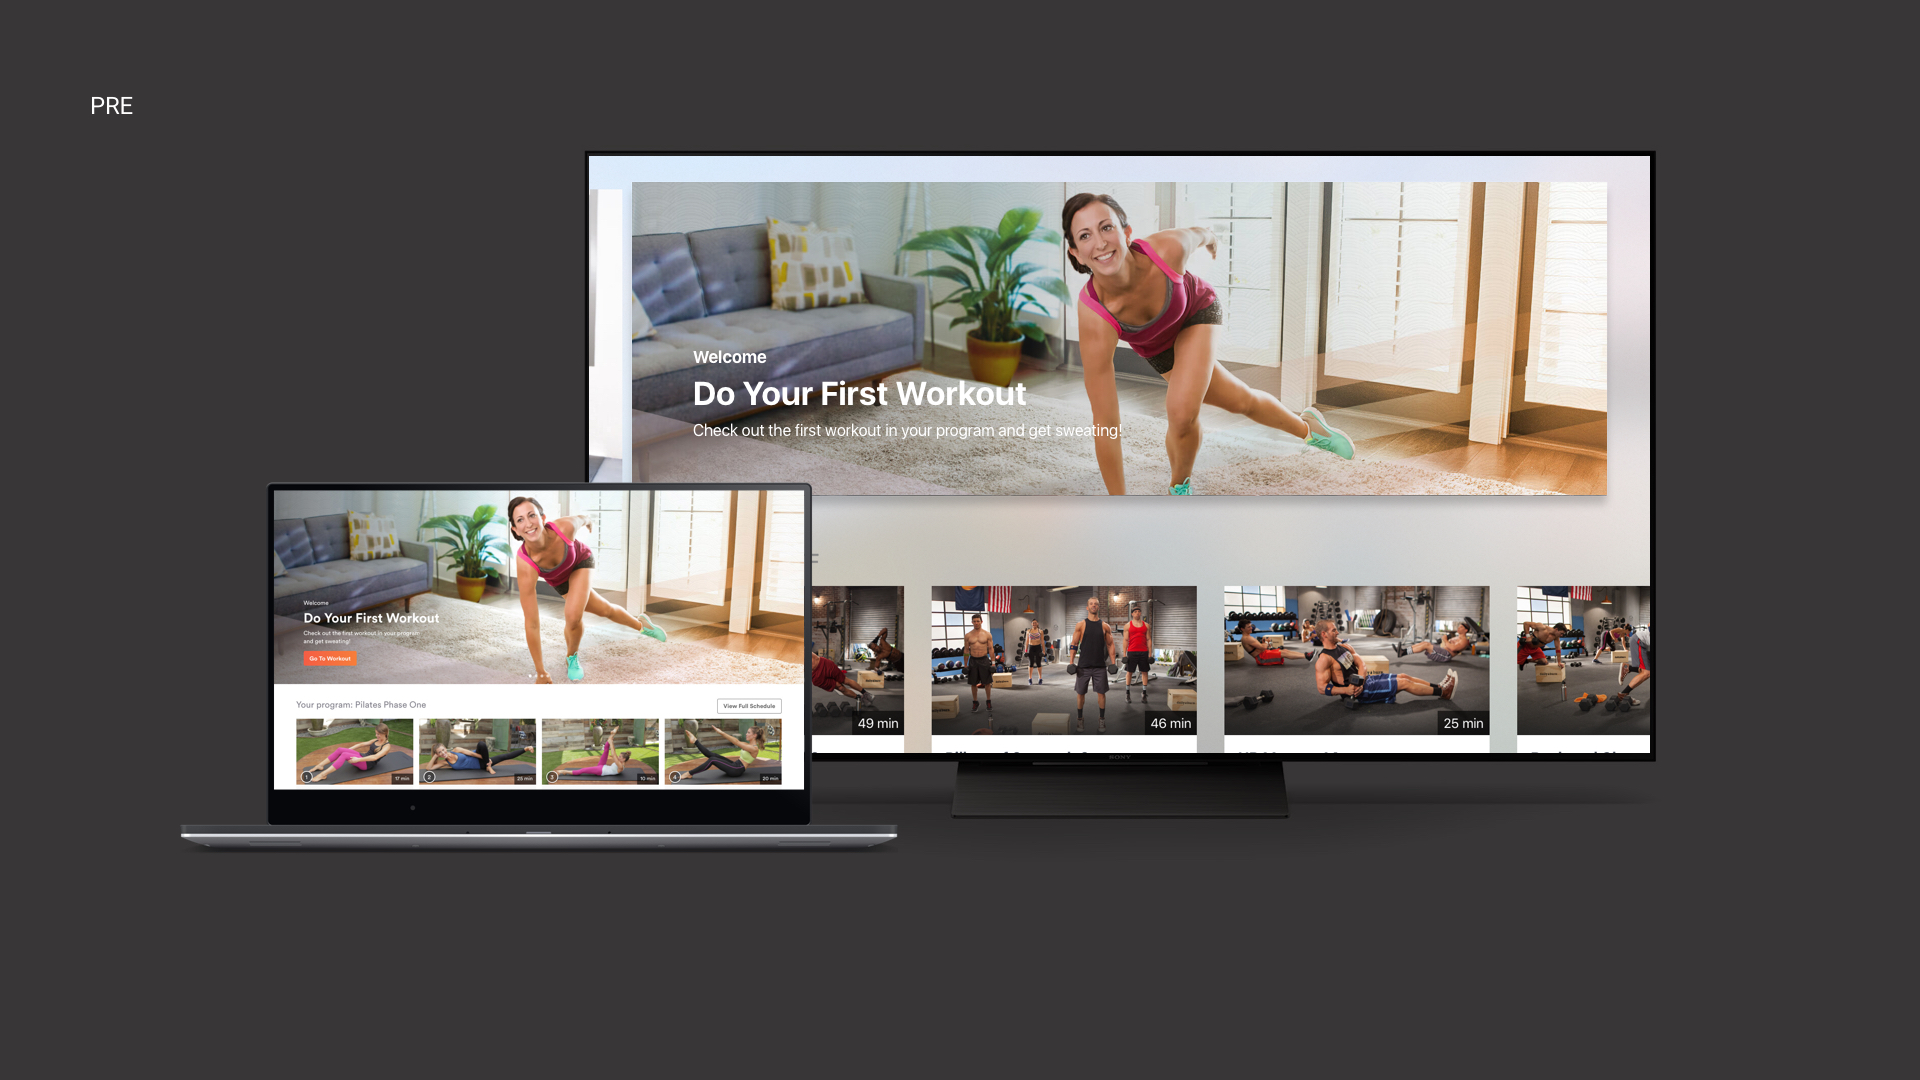 PRE
Welcome
Do Your First Workout
Check out the first workout in your program and get sweating!
49 min
46 min
25 min
SONY
Welcome
Do Your First Workout
Check out the first workout in your program
and get sweating!
Go To Workout
Your program: Pilates Phase One
View Full Schedule
1
17 min
2
25 min
3
10 min
4
20 min